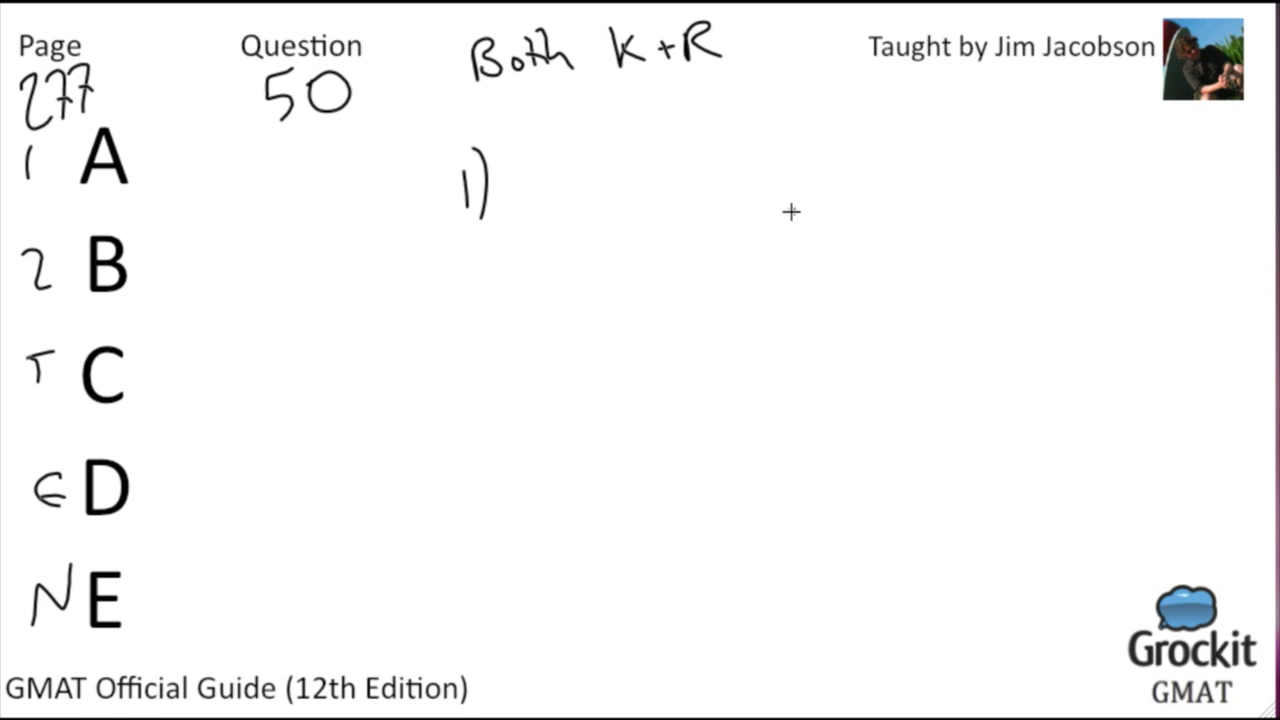 Page Question Both K+R Taught by Jim Jacobson
277 50
1 A
1)
2 B
T C
E D
N E
Grockit
GMAT
GMAT Official Guide (12th Edition)